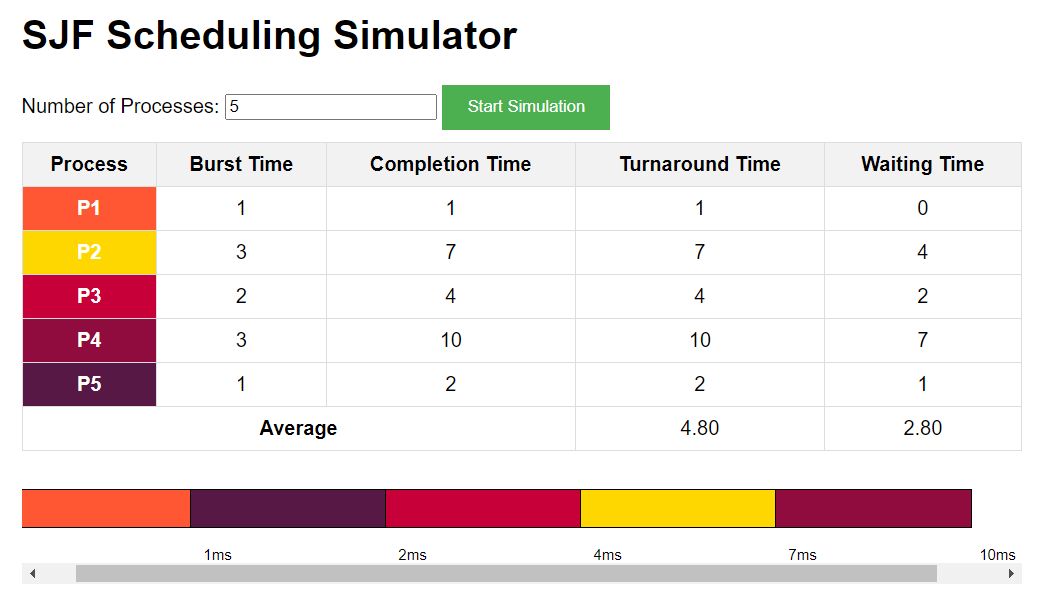 SJF Scheduling Simulator
Number of Processes: 5 Start Simulation
Process Burst Time Completion Time Turnaround Time Waiting Time
P1 1 1 1 0
P2 3 7 7 4
P3 2 4 4 2
P4 3 10 10 7
P5 1 2 2 1
Average 4.80 2.80
1ms 2ms 4ms 7ms 10ms